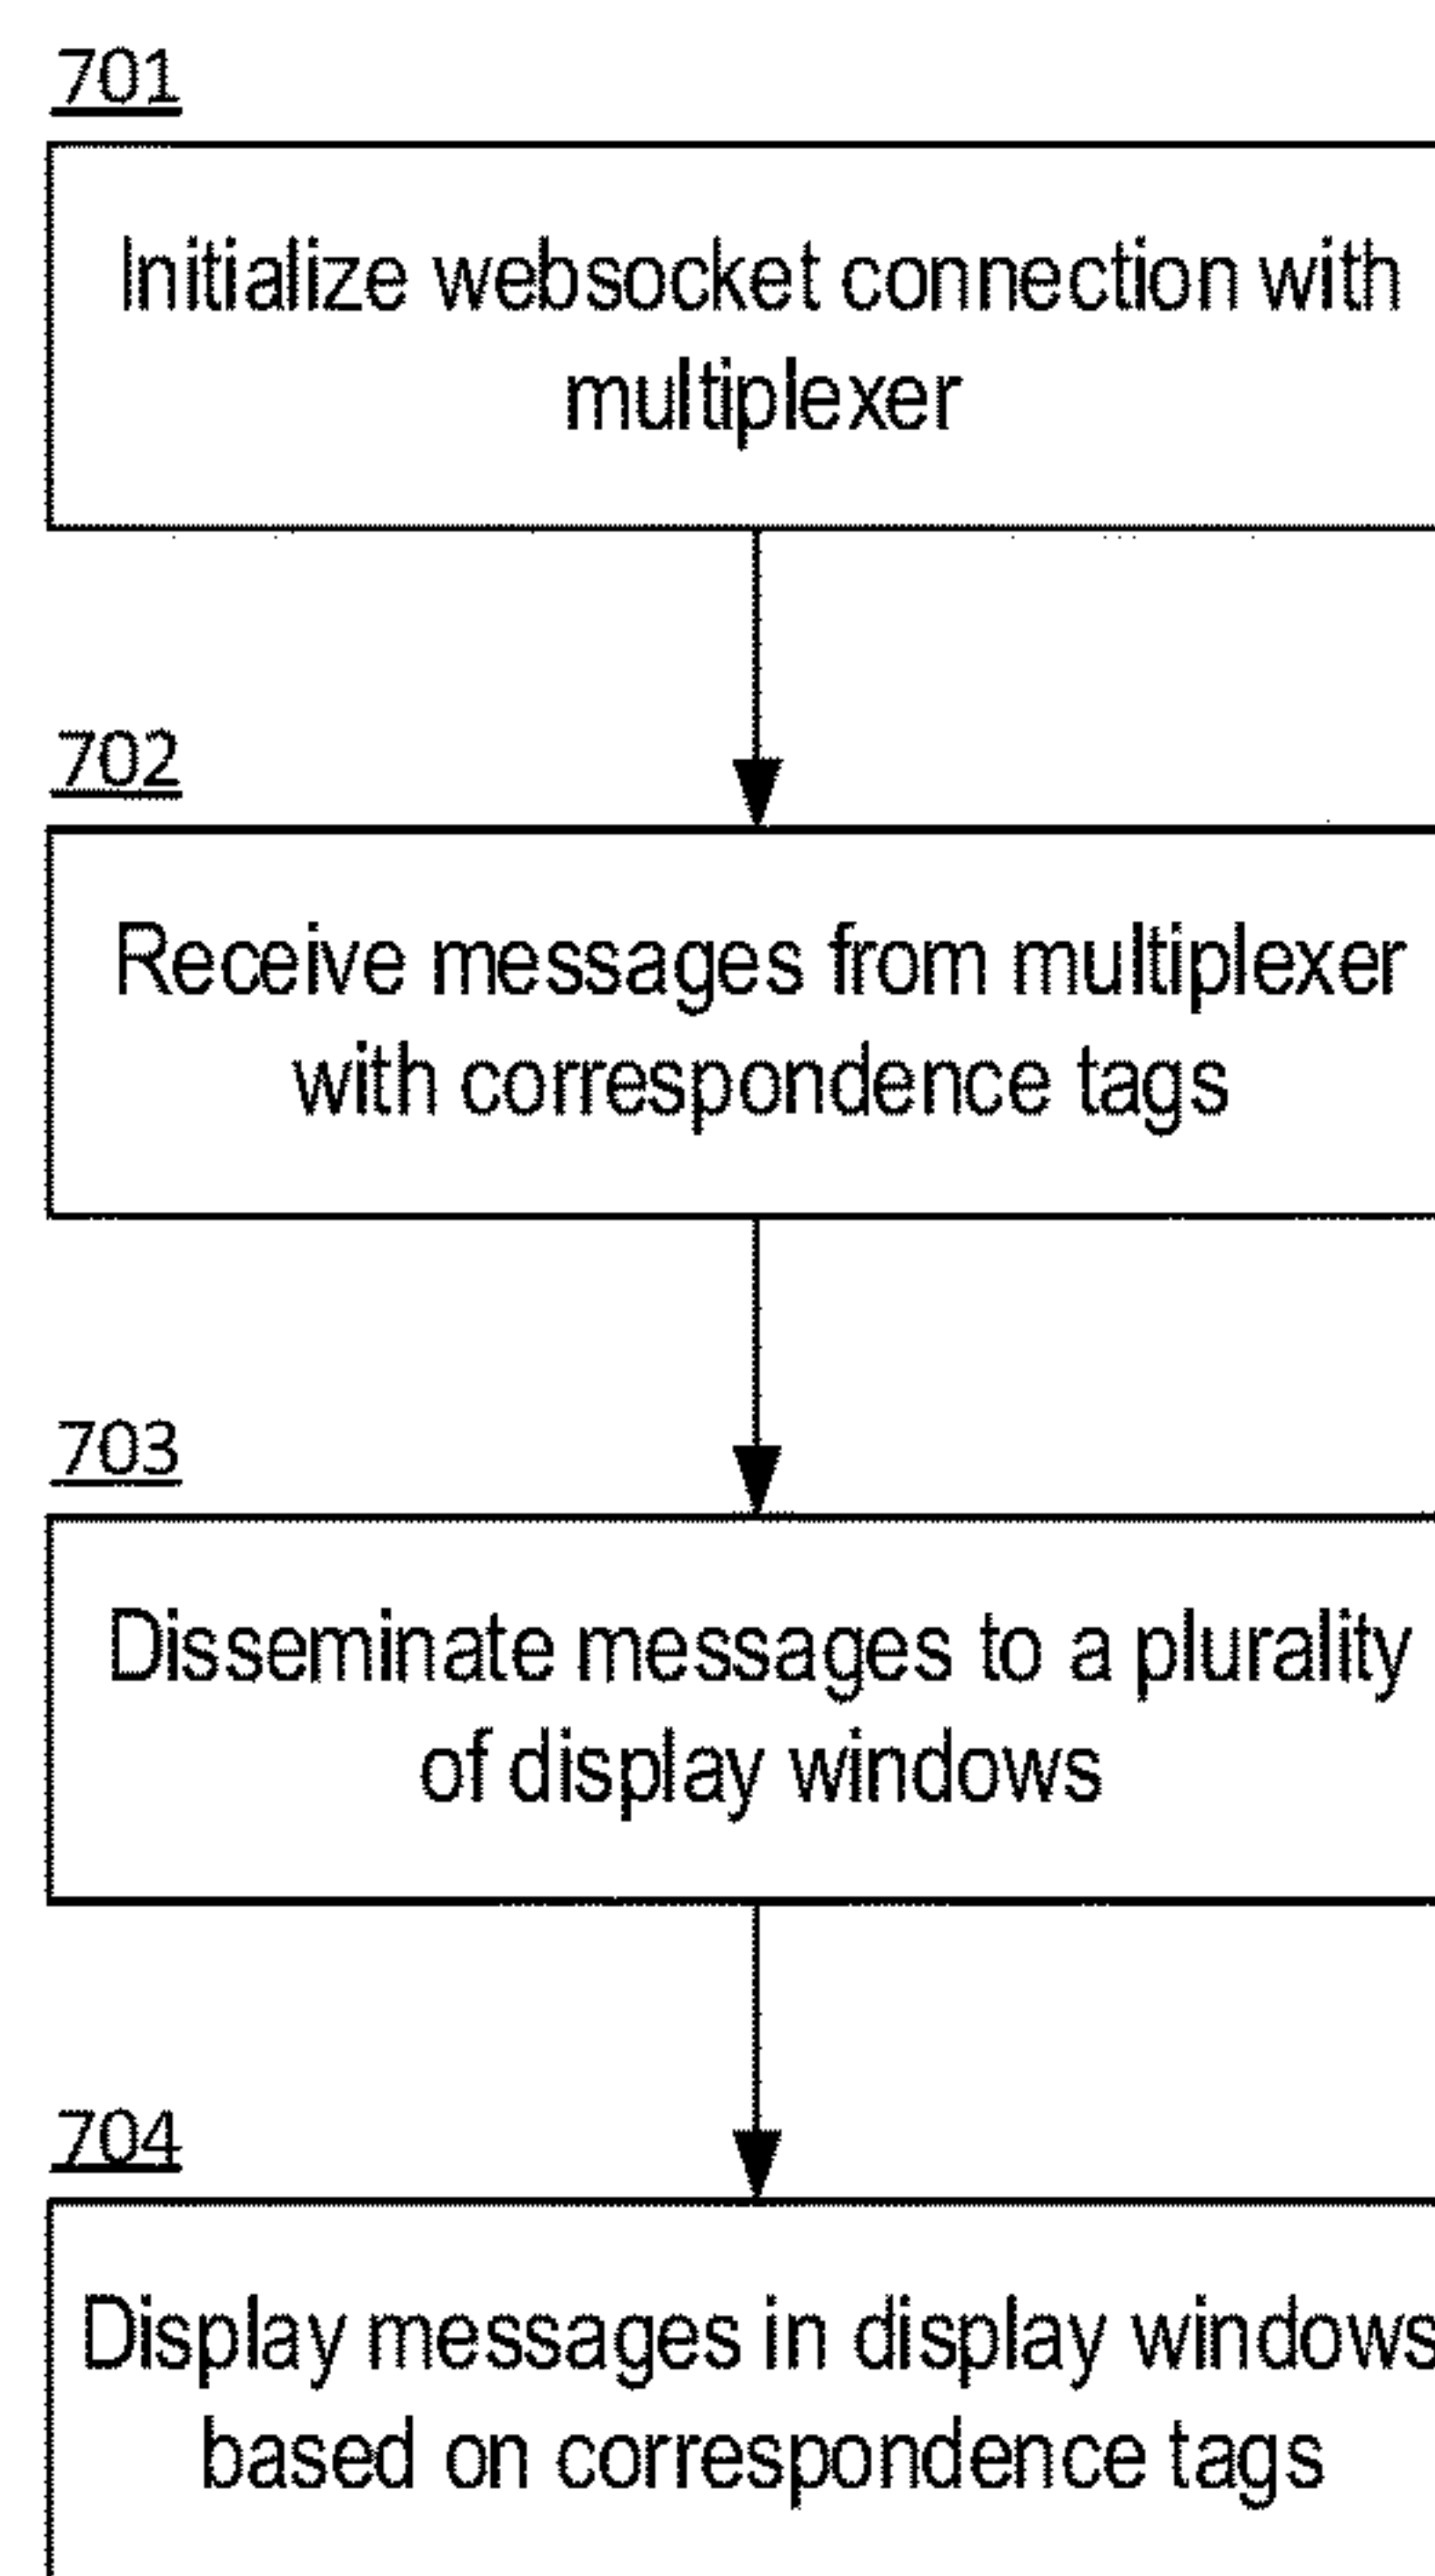 701
Initialize websocket connection with
multiplexer
702
Receive messages from multiplexer
with correspondence tags
703
Disseminate messages to a plurality
of display windows
704
Display messages in display windows
based on correspondence tags